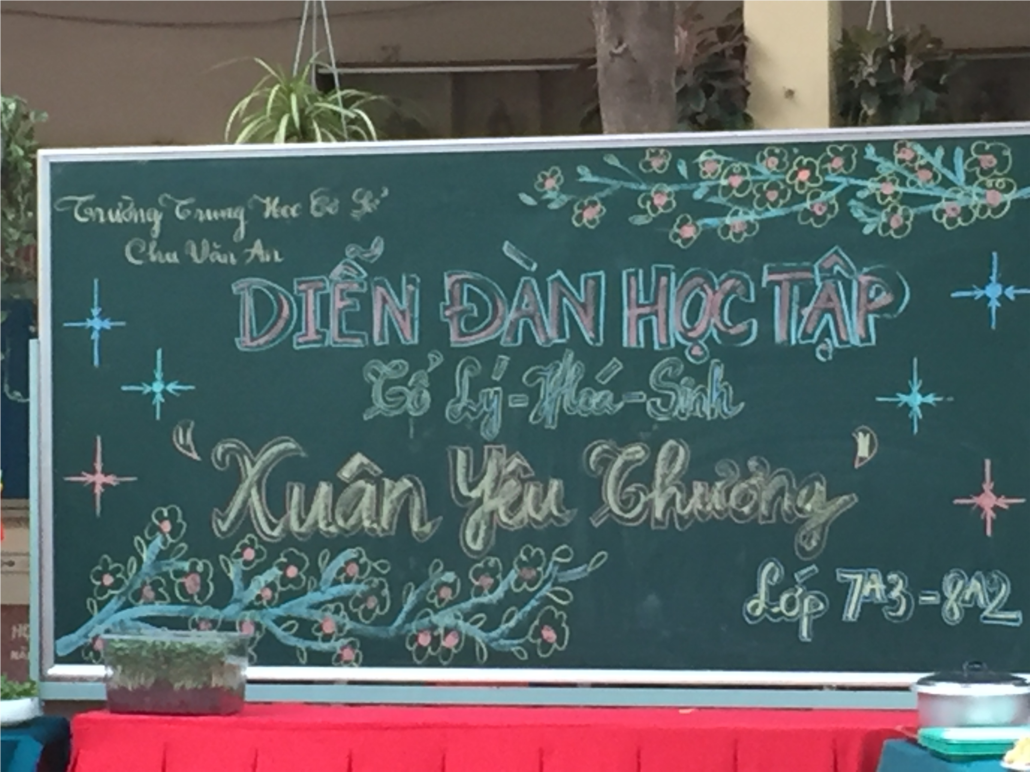 Trường Trung Học Cơ Sở
Chu Văn An
DIỄN ĐÀN HỌC TẬP
Tổ Lý - Hoá - Sinh
"Xuân Yêu Thương"
Lớp 7A3 - 8A2